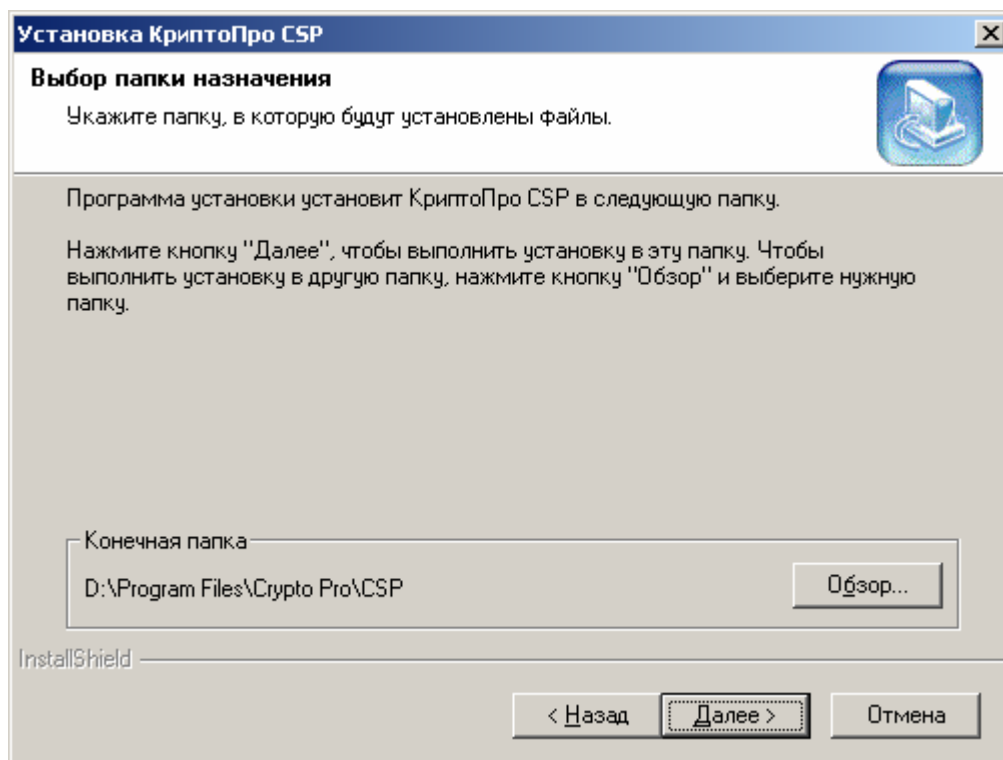 Установка КриптоПро CSP
Выбор папки назначения
Укажите папку, в которую будут установлены файлы.
Программа установки установит КриптоПро CSP в следующую папку.
Нажмите кнопку "Далее", чтобы выполнить установку в эту папку. Чтобы
выполнить установку в другую папку, нажмите кнопку "Обзор" и выберите нужную
папку.
Конечная папка
D:\Program Files\Crypto Pro\CSP
Обзор...
InstallShield
< Назад
Далее >
Отмена